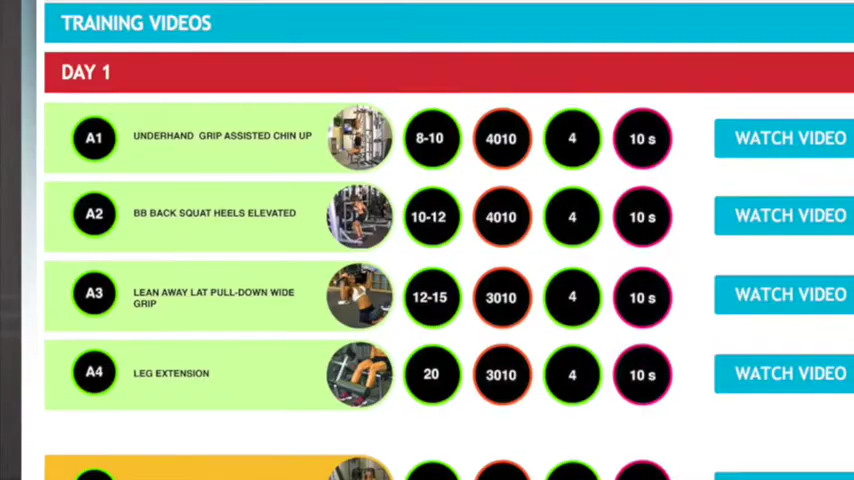 TRAINING VIDEOS
DAY 1
A1 UNDERHAND GRIP ASSISTED CHIN UP 8-10 4010 4 10 s WATCH VIDEO
A2 BB BACK SQUAT HEELS ELEVATED 10-12 4010 4 10 s WATCH VIDEO
A3 LEAN AWAY LAT PULL-DOWN WIDE
GRIP 12-15 3010 4 10 s WATCH VIDEO
A4 LEG EXTENSION 20 3010 4 10 s WATCH VIDEO